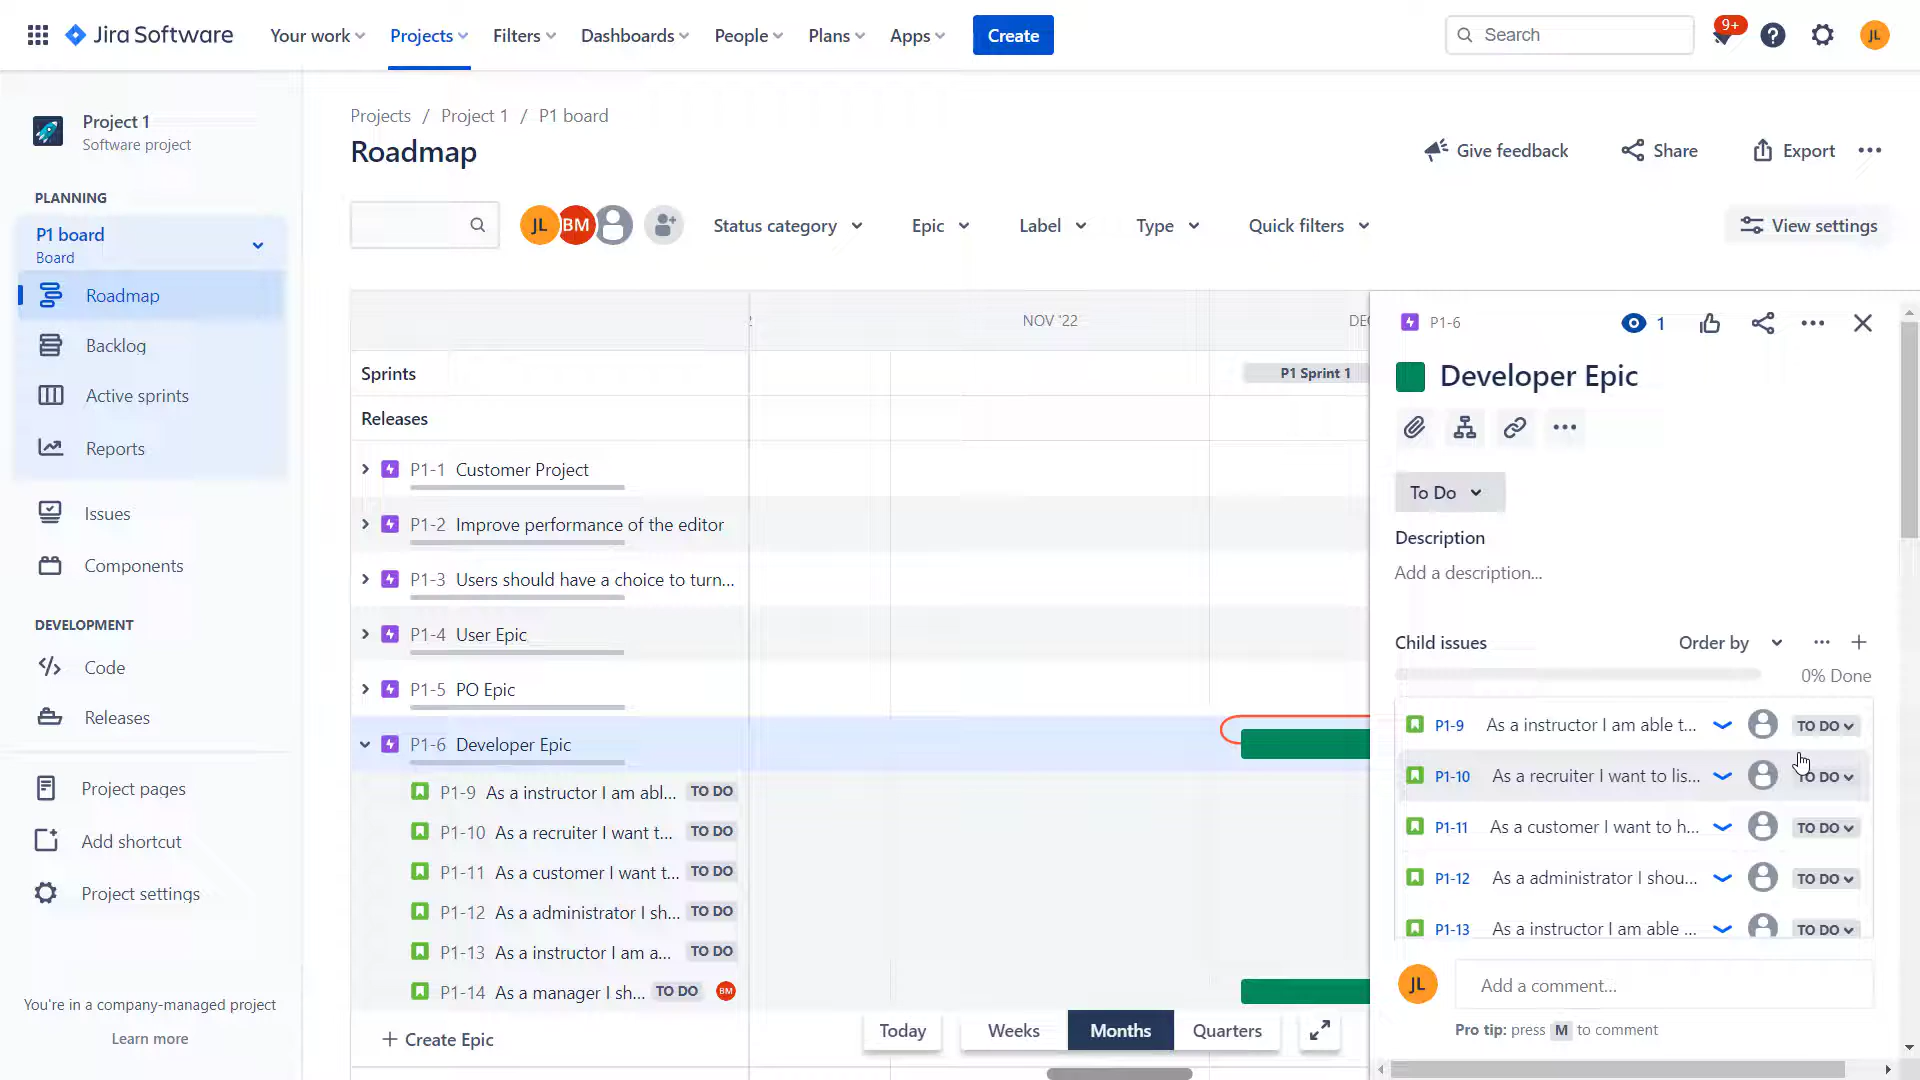 Jira Software
Your work
Projects
Filters
Dashboards
People
Plans
Apps
Create
Search
9+
JL
Project 1
Software project
PLANNING
P1 board
Board
Roadmap
Backlog
Active sprints
Reports
Issues
Components
DEVELOPMENT
Code
Releases
Project pages
Add shortcut
Project settings
You're in a company-managed project
Learn more
Projects / Project 1 / P1 board
Roadmap
Give feedback
Share
Export
JL
BM
Status category
Epic
Label
Type
Quick filters
View settings
NOV '22
Sprints
P1 Sprint 1
Releases
P1-1 Customer Project
P1-2 Improve performance of the editor
P1-3 Users should have a choice to turn...
P1-4 User Epic
P1-5 PO Epic
P1-6 Developer Epic
P1-9 As a instructor I am abl... TO DO
P1-10 As a recruiter I want t... TO DO
P1-11 As a customer I want t... TO DO
P1-12 As a administrator I sh... TO DO
P1-13 As a instructor I am a... TO DO
P1-14 As a manager I sh... TO DO BM
+ Create Epic
Today
Weeks
Months
Quarters
P1-6
1
Developer Epic
To Do
Description
Add a description...
Child issues
Order by
0% Done
P1-9 As a instructor I am able t... TO DO
P1-10 As a recruiter I want to lis... TO DO
P1-11 As a customer I want to h... TO DO
P1-12 As a administrator I shou... TO DO
P1-13 As a instructor I am able ... TO DO
JL
Add a comment...
Pro tip: press M to comment